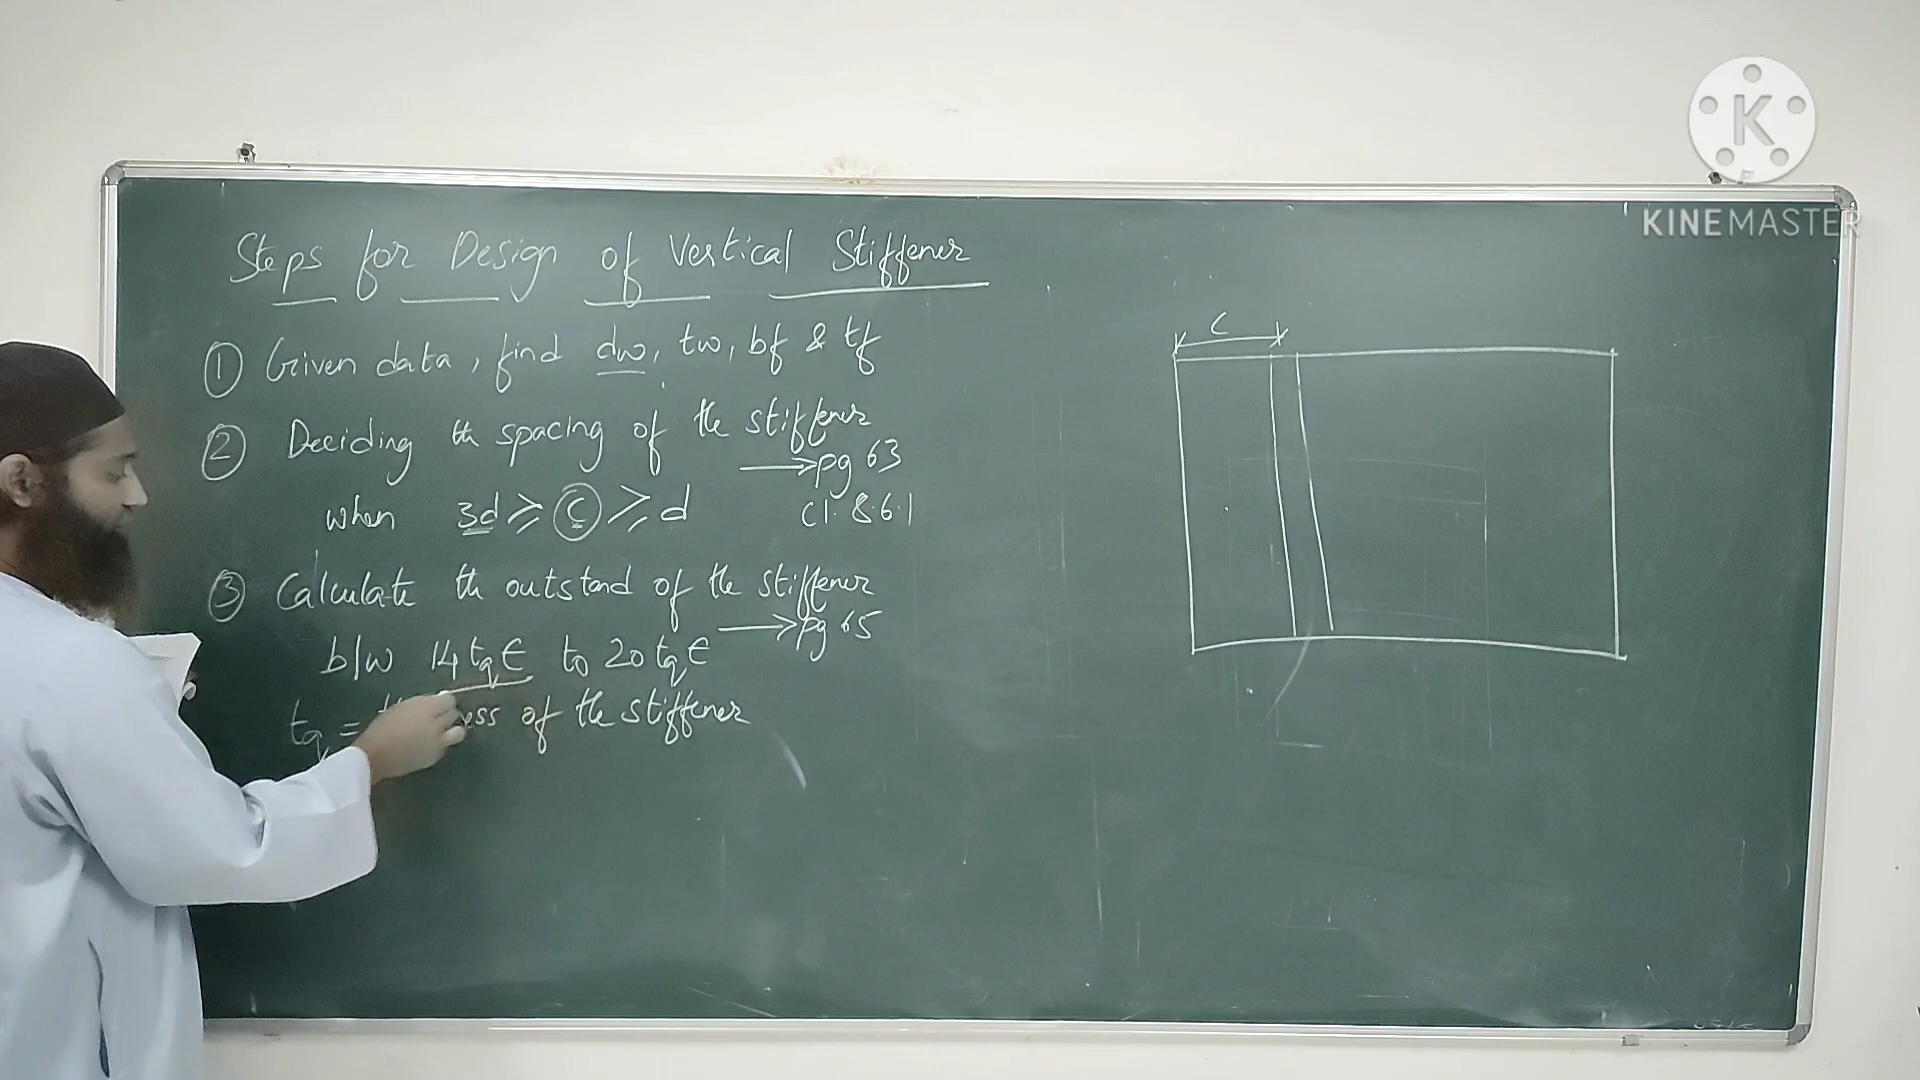 Steps for Design of Vertical Stiffener
① Given data, find dw, tw, bf & tf
② Deciding th spacing of the stiffener
→ pg 63
when 3d ≥ C ≥ d cl. 8.6.1
③ Calculate th outstand of the stiffener
→ pg 65
b/w 14 tq ∈ to 20 tq ∈
tq = of the stiffener
C
K
KINEMASTER